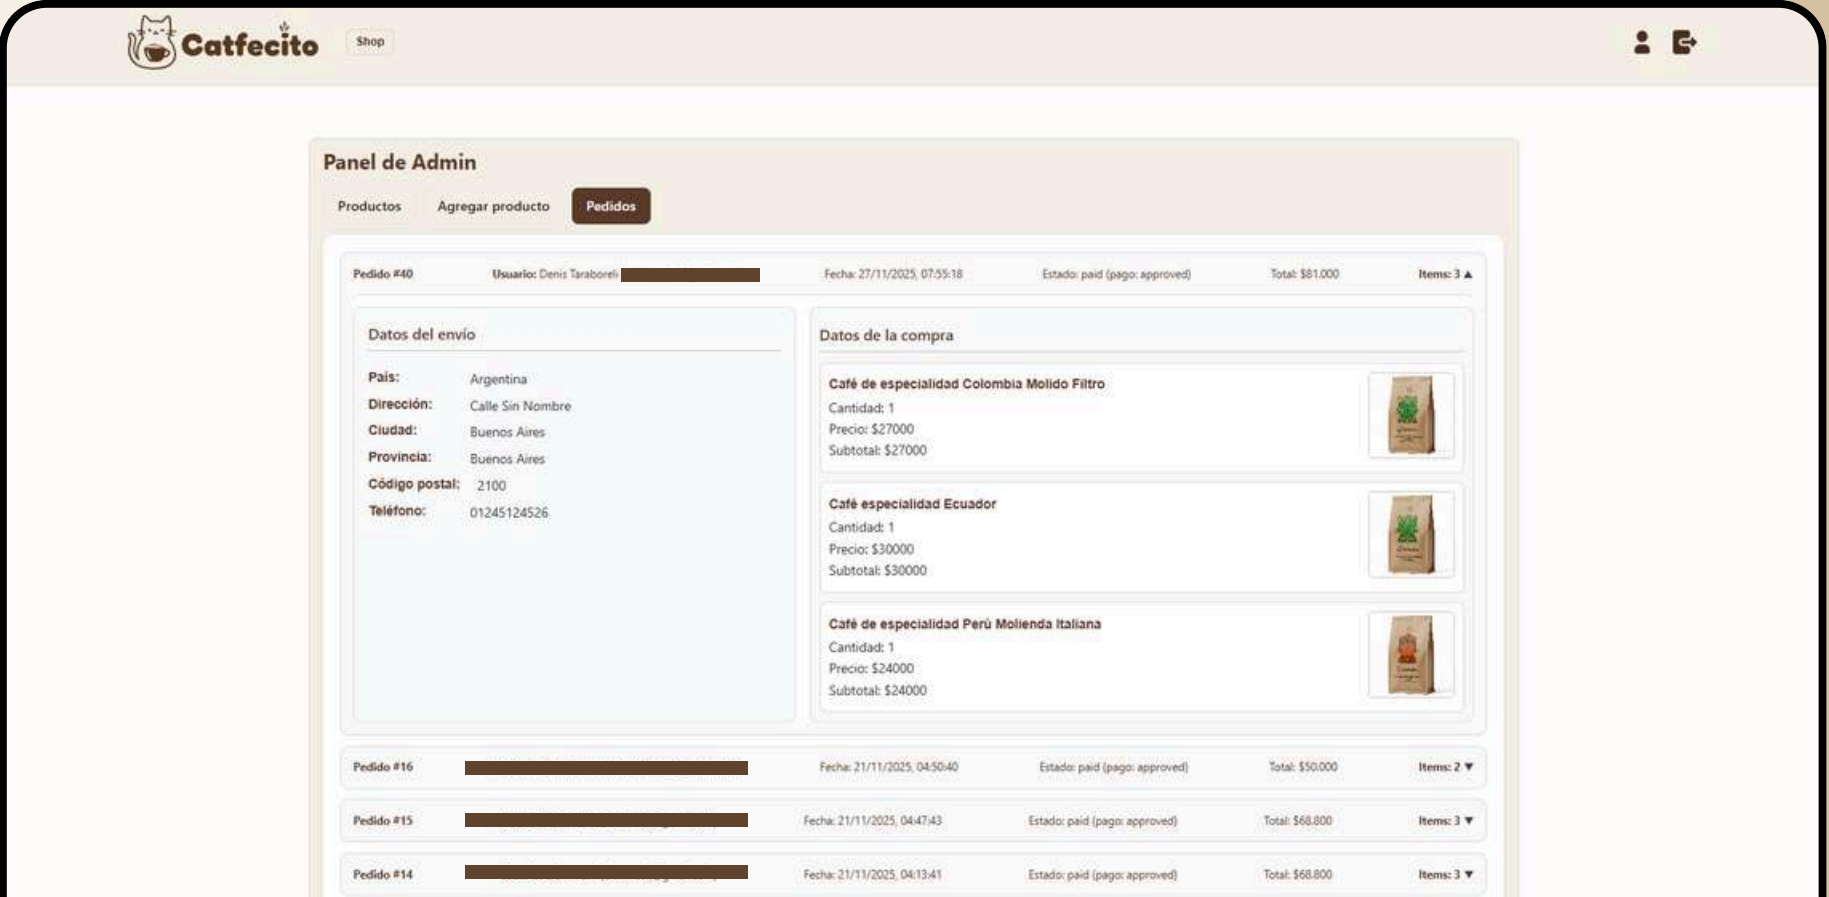 Catfecito
Shop
Panel de Admin
Productos
Agregar producto
Pedidos
Pedido #40
Usuario: Denis Taraboreli
Fecha: 27/11/2025, 07:55:18
Estado: paid (pago: approved)
Total: $81.000
Items: 3 ▲
Datos del envío
País: Argentina
Dirección: Calle Sin Nombre
Ciudad: Buenos Aires
Provincia: Buenos Aires
Código postal: 2100
Teléfono: 01245124526
Datos de la compra
Café de especialidad Colombia Molido Filtro
Cantidad: 1
Precio: $27000
Subtotal: $27000
Café especialidad Ecuador
Cantidad: 1
Precio: $30000
Subtotal: $30000
Café de especialidad Perú Molienda Italiana
Cantidad: 1
Precio: $24000
Subtotal: $24000
Pedido #16
Fecha: 21/11/2025, 04:50:40
Estado: paid (pago: approved)
Total: $50.000
Items: 2 ▼
Pedido #15
Fecha: 21/11/2025, 04:47:43
Estado: paid (pago: approved)
Total: $68.800
Items: 3 ▼
Pedido #14
Fecha: 21/11/2025, 04:13:41
Estado: paid (pago: approved)
Total: $68.800
Items: 3 ▼